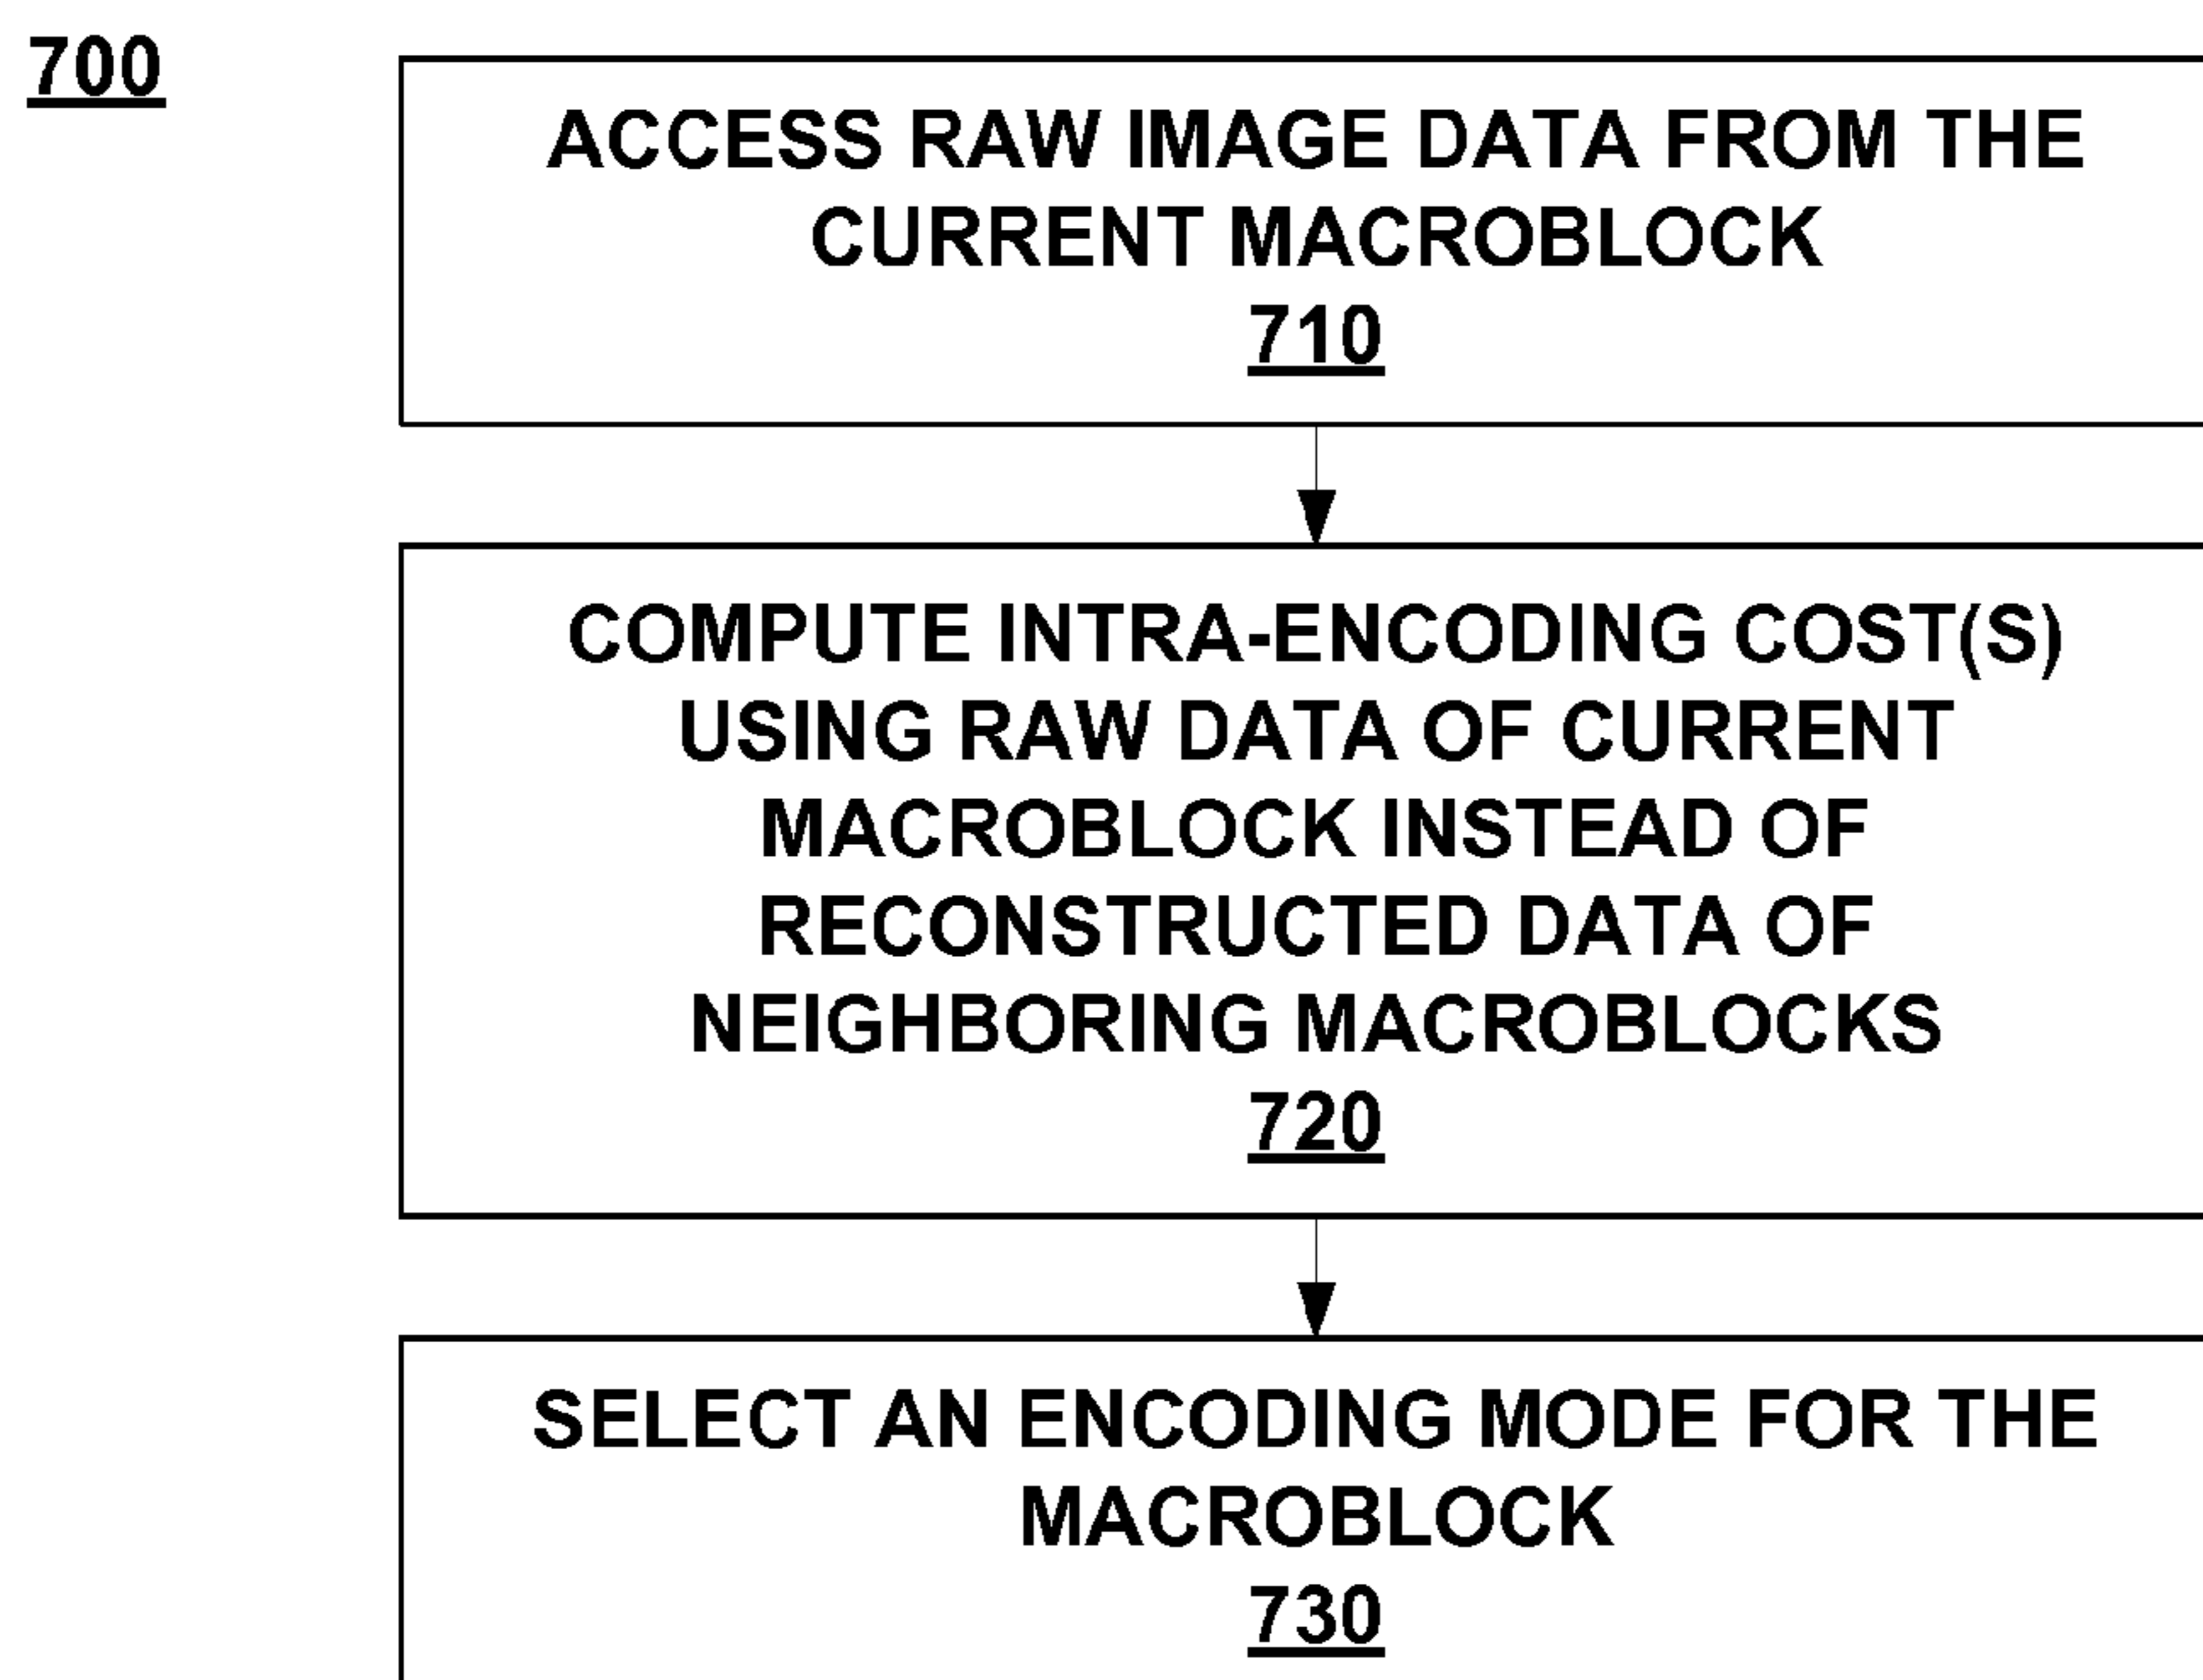 700
ACCESS RAW IMAGE DATA FROM THE
CURRENT MACROBLOCK
710
COMPUTE INTRA-ENCODING COST(S)
USING RAW DATA OF CURRENT
MACROBLOCK INSTEAD OF
RECONSTRUCTED DATA OF
NEIGHBORING MACROBLOCKS
720
SELECT AN ENCODING MODE FOR THE
MACROBLOCK
730